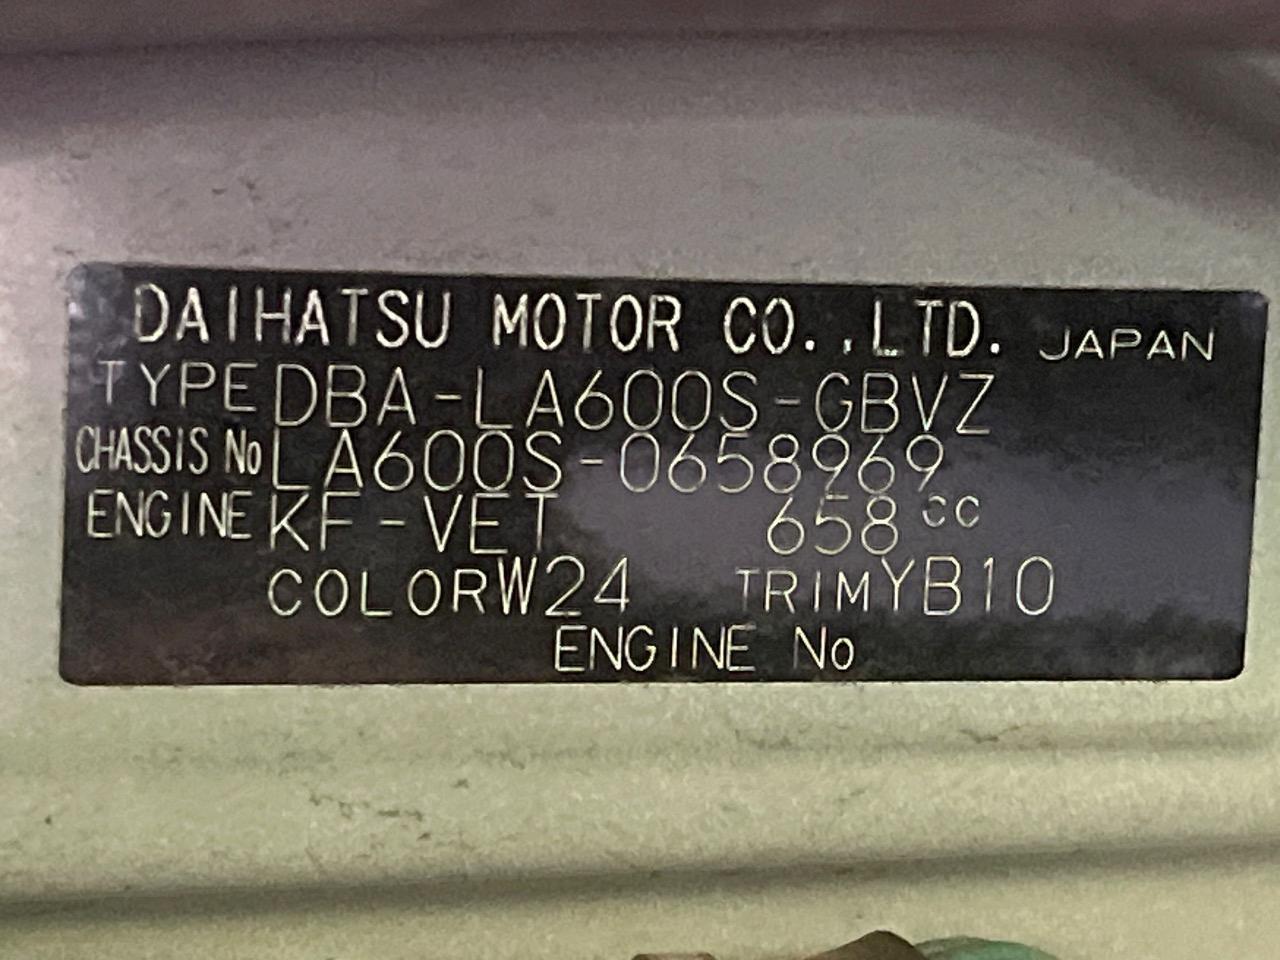 DAIHATSU MOTOR CO.,LTD. JAPAN
TYPE DBA-LA600S-GBVZ
CHASSIS No LA600S-0658969
ENGINE KF-VET 658 cc
COLOR W24 TRIM YB10
ENGINE No